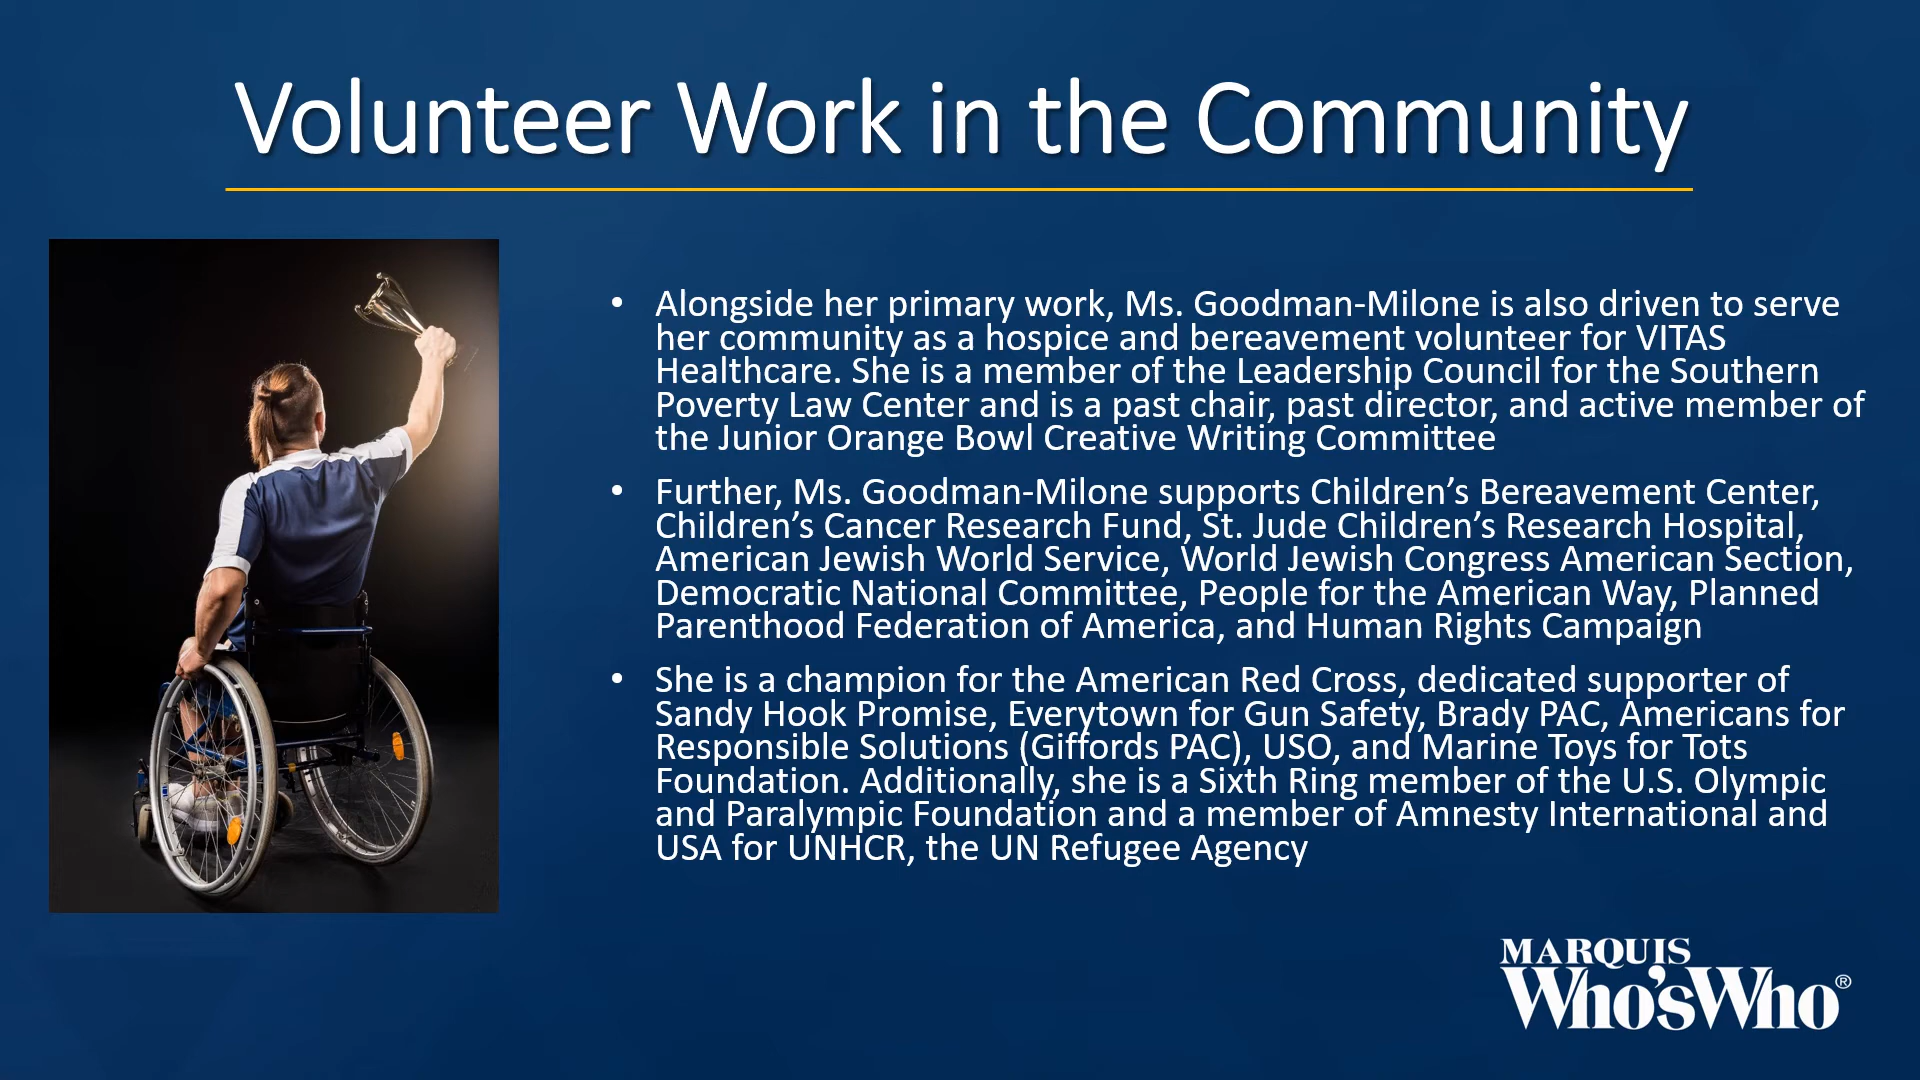 Volunteer Work in the Community
• Alongside her primary work, Ms. Goodman-Milone is also driven to serve
her community as a hospice and bereavement volunteer for VITAS
Healthcare. She is a member of the Leadership Council for the Southern
Poverty Law Center and is a past chair, past director, and active member of
the Junior Orange Bowl Creative Writing Committee
• Further, Ms. Goodman-Milone supports Children’s Bereavement Center,
Children’s Cancer Research Fund, St. Jude Children’s Research Hospital,
American Jewish World Service, World Jewish Congress American Section,
Democratic National Committee, People for the American Way, Planned
Parenthood Federation of America, and Human Rights Campaign
• She is a champion for the American Red Cross, dedicated supporter of
Sandy Hook Promise, Everytown for Gun Safety, Brady PAC, Americans for
Responsible Solutions (Giffords PAC), USO, and Marine Toys for Tots
Foundation. Additionally, she is a Sixth Ring member of the U.S. Olympic
and Paralympic Foundation and a member of Amnesty International and
USA for UNHCR, the UN Refugee Agency
MARQUIS
Who’sWho®